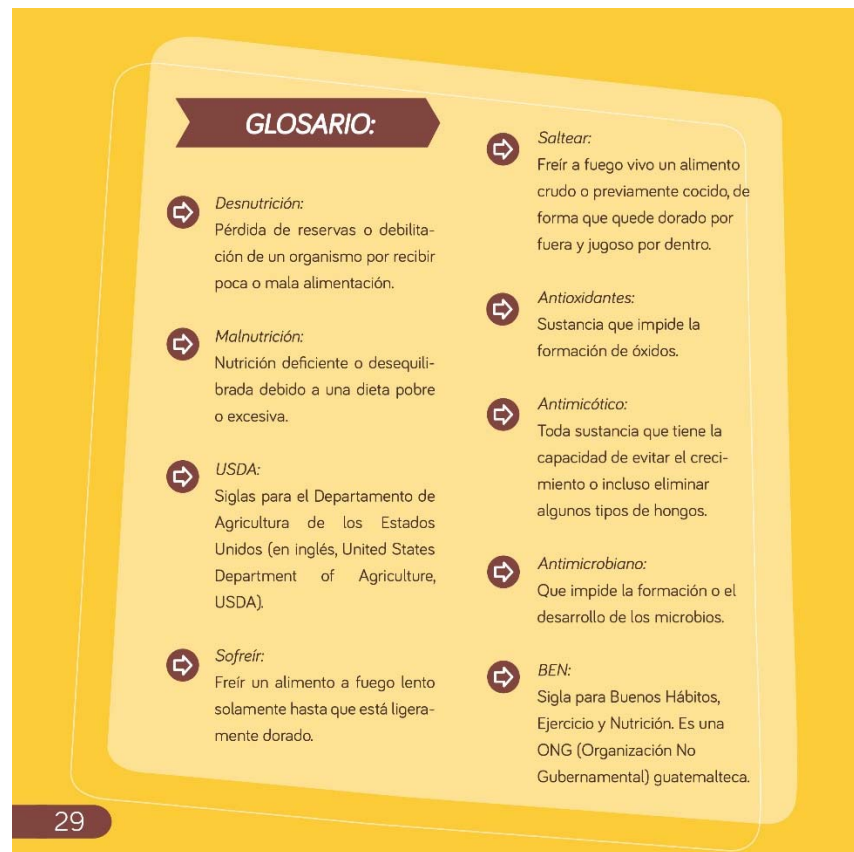 GLOSARIO:
Desnutrición:
Pérdida de reservas o debilita-
ción de un organismo por recibir
poca o mala alimentación.
Malnutrición:
Nutrición deficiente o desequili-
brada debido a una dieta pobre
o excesiva.
USDA:
Siglas para el Departamento de
Agricultura de los Estados
Unidos (en inglés, United States
Department of Agriculture,
USDA).
Sofreír:
Freír un alimento a fuego lento
solamente hasta que está ligera-
mente dorado.
Saltear:
Freír a fuego vivo un alimento
crudo o previamente cocido, de
forma que quede dorado por
fuera y jugoso por dentro.
Antioxidantes:
Sustancia que impide la
formación de óxidos.
Antimicótico:
Toda sustancia que tiene la
capacidad de evitar el creci-
miento o incluso eliminar
algunos tipos de hongos.
Antimicrobiano:
Que impide la formación o el
desarrollo de los microbios.
BEN:
Sigla para Buenos Hábitos,
Ejercicio y Nutrición. Es una
ONG (Organización No
Gubernamental) guatemalteca.
29